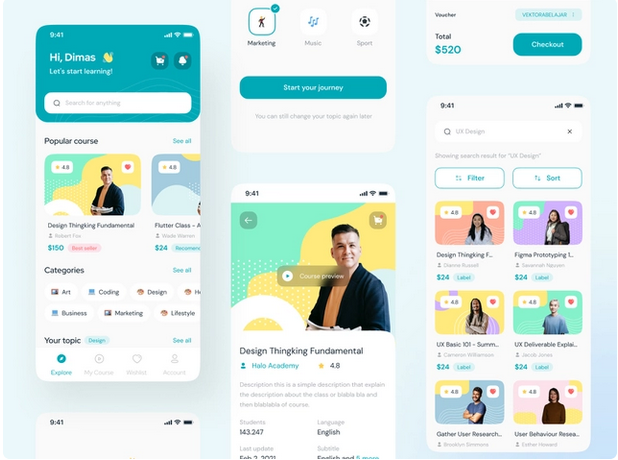 9:41
Hi, Dimas
Let's start learning!
Search for anything
Popular course
See all
4.8
4.8
Design Thingking Fundamental
Flutter Class - A
Robert Fox
Wade Warren
$150
Best seller
$24
Recomen
Categories
See all
Art
Coding
Design
He
Business
Marketing
Lifestyle
Your topic
Design
See all
Explore
My Course
Wishlist
Account
9:41
Marketing
Music
Sport
Start your journey
You can still change your topic again later
9:41
Course preview
Design Thingking Fundamental
Halo Academy
4.8
Description this is a simple description that explain
the description about the class or blabla bla and
then blablabla of course.
Students
Language
143.247
English
Last update
Subtitle
Feb 2, 2021
English and 5 more
Voucher
VEKTORABELAJAR
Total
$520
Checkout
9:41
UX Design
Showing search result for "UX Design"
Filter
Sort
4.8
4.8
Design Thingking F...
Figma Prototyping I...
Dianne Russell
Savannah Nguyen
$24
Label
$24
Label
4.8
4.8
UX Basic 101 - Summ...
UX Deliverable Explai...
Cameron Williamson
Jacob Jones
$24
Label
$24
Label
4.8
4.8
Gather User Research...
User Behaviour Resea...
Brooklyn Simmons
Esther Howard